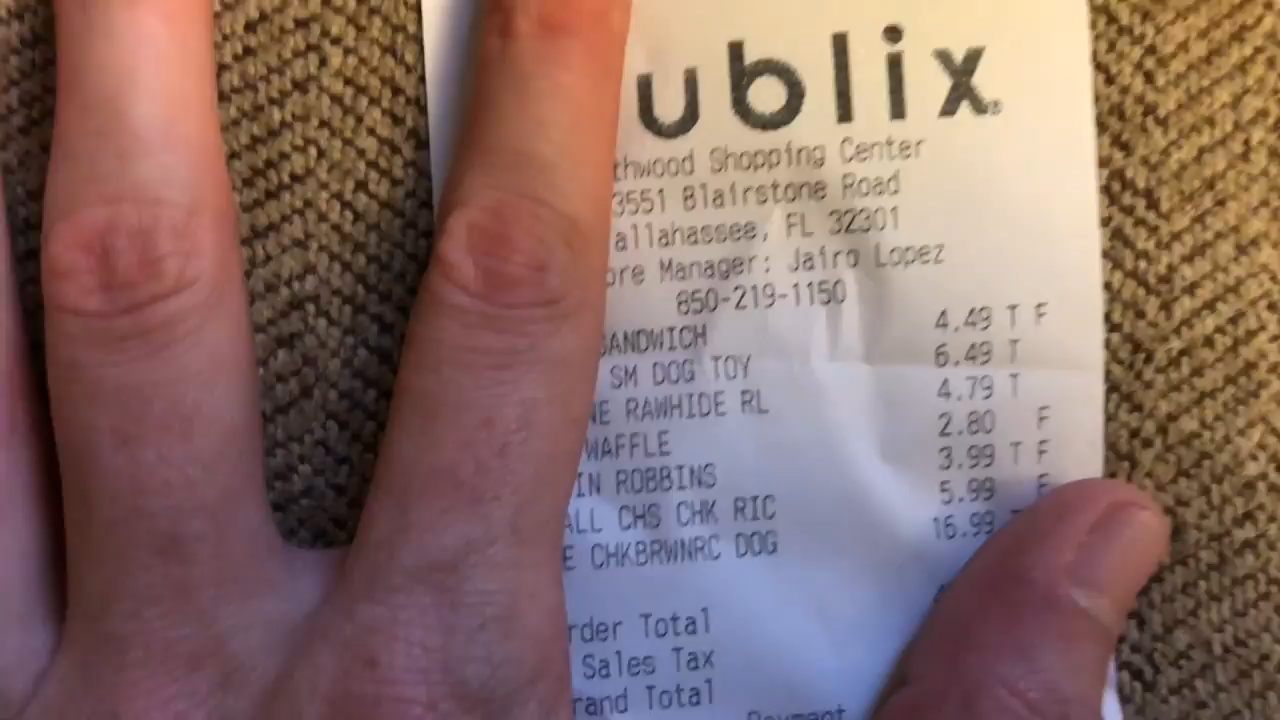 ublix
thwood Shopping Center
3551 Blairstone Road
allahassee, FL 32301
ore Manager: Jairo Lopez
850-219-1150
SANDWICH 4.49 T F
SM DOG TOY 6.49 T
NE RAWHIDE RL 4.79 T
WAFFLE 2.80 F
IN ROBBINS 3.99 T F
ALL CHS CHK RIC 5.99 F
E CHKBRWNRC DOG 16.99 T
rder Total
Sales Tax
rand Total
Payment